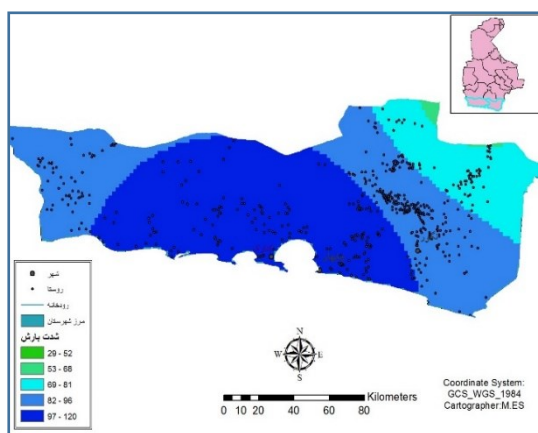 N
W E
S
شهر
روستا
رودخانه
مرز شهرستان
شدت بارش
29 - 52
53 - 68
69 - 81
82 - 96
97 - 120
Kilometers
0 10 20 40 60 80
Coordinate System:
GCS_WGS_1984
Cartographer:M.ES